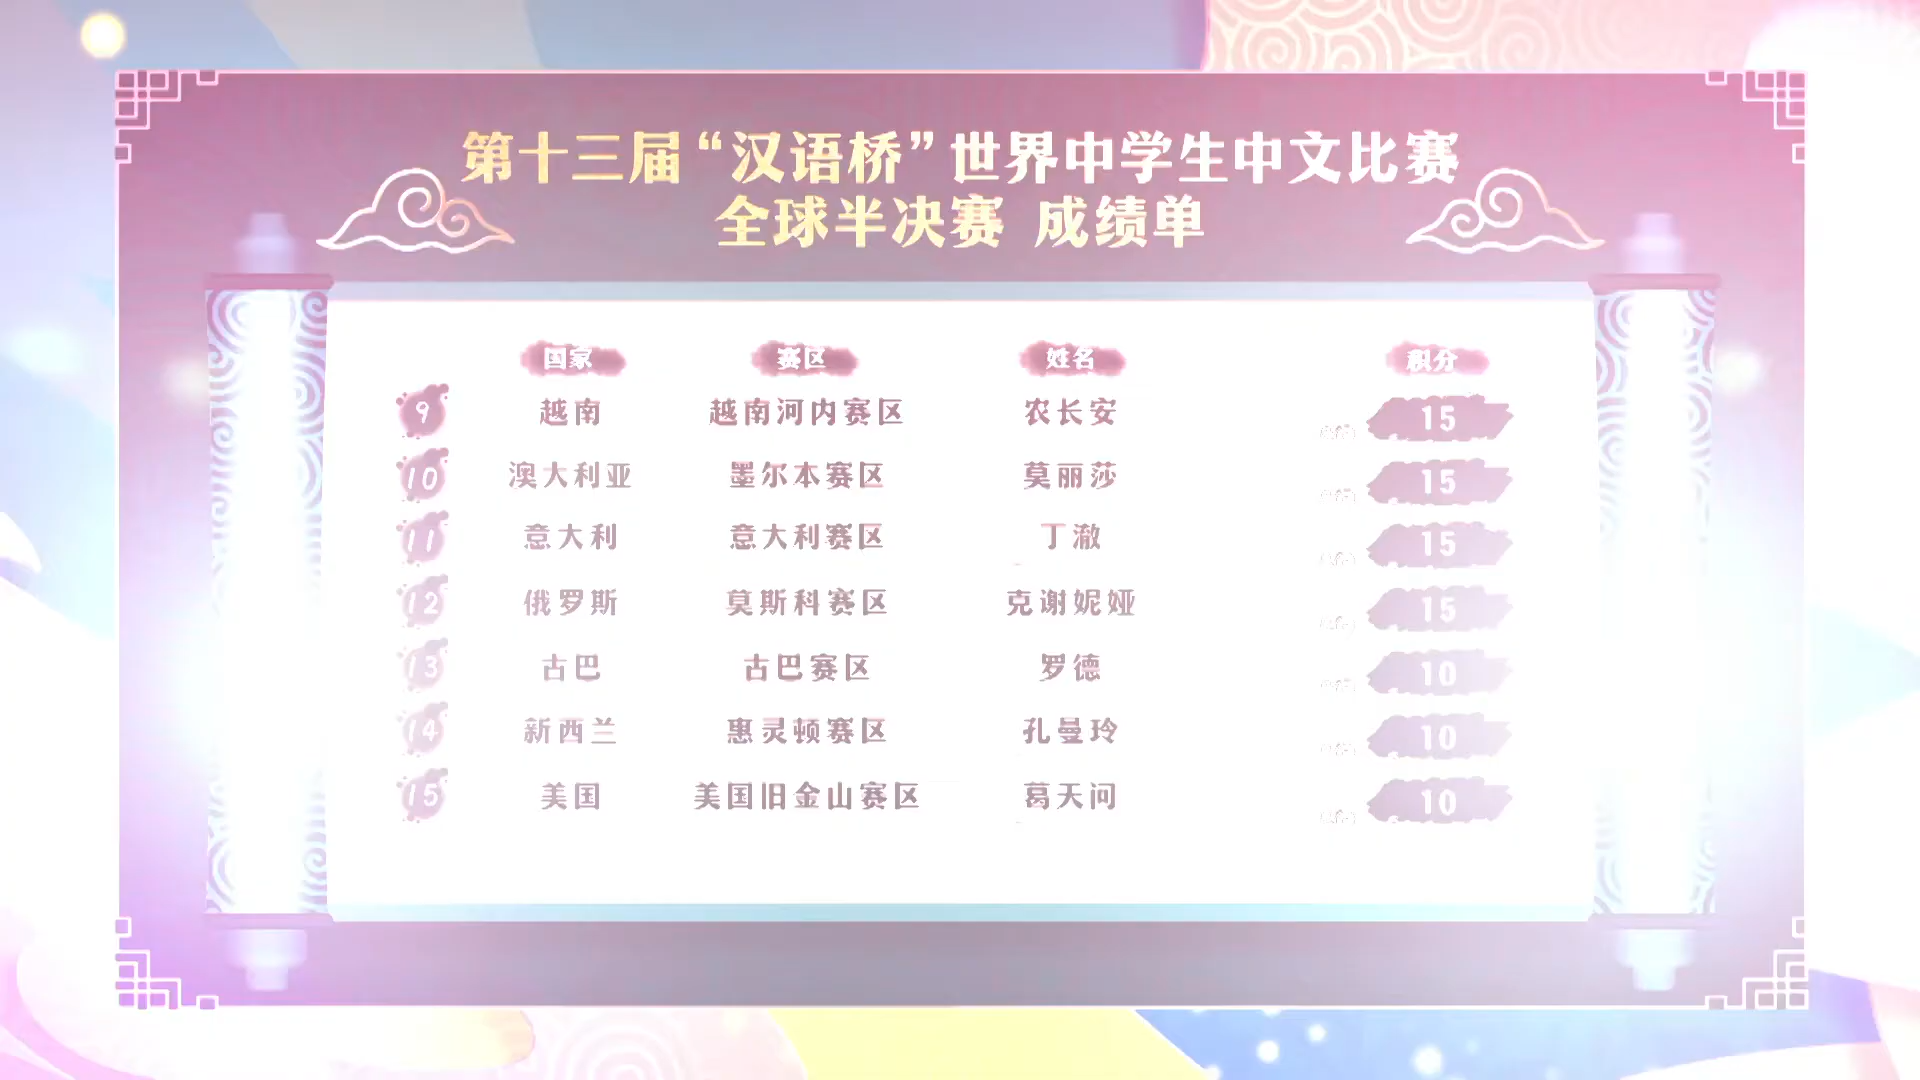 第十三届“汉语桥”世界中学生中文比赛
全球半决赛 成绩单
国家 赛区 姓名 积分
9 越南 越南河内赛区 农长安 15
10 澳大利亚 墨尔本赛区 莫丽莎 15
11 意大利 意大利赛区 丁澈 15
12 俄罗斯 莫斯科赛区 克谢妮娅 15
13 古巴 古巴赛区 罗德 10
14 新西兰 惠灵顿赛区 孔曼玲 10
15 美国 美国旧金山赛区 葛天问 10